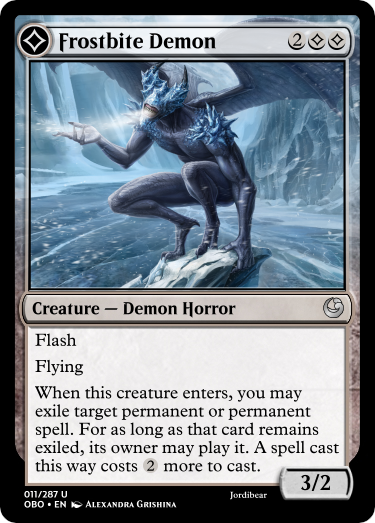 Frostbite Demon 2
Creature — Demon Horror
Flash
Flying
When this creature enters, you may
exile target permanent or permanent
spell. For as long as that card remains
exiled, its owner may play it. A spell cast
this way costs 2 more to cast.
3/2
011/287 U
OBO • EN Alexandra Grishina
Jordibear